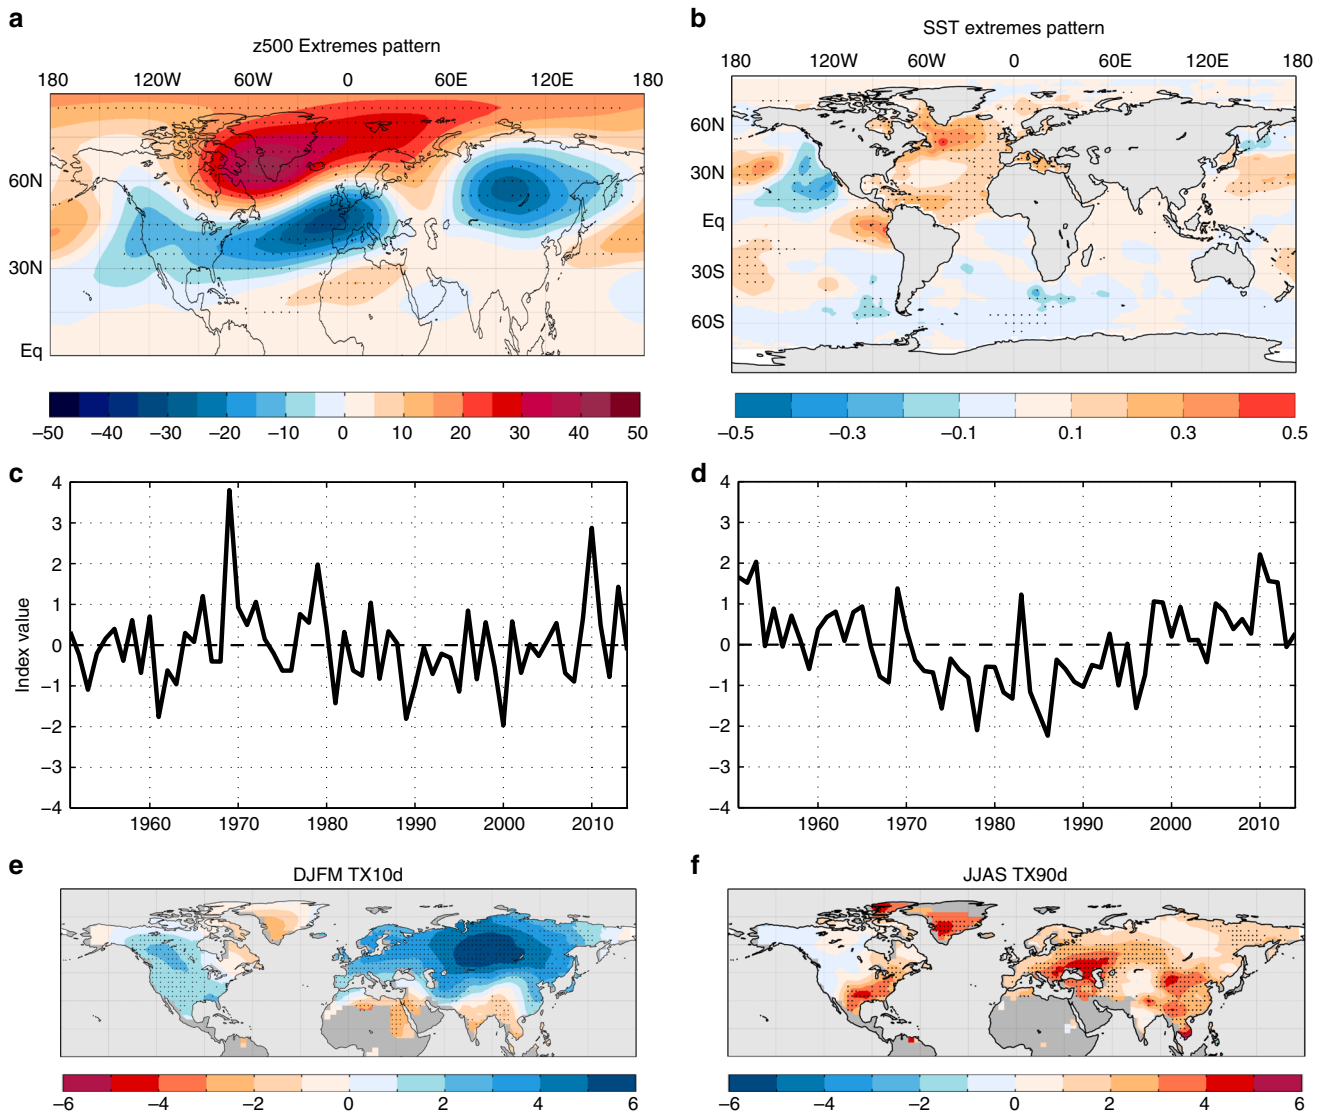 a
z500 Extremes pattern
180 120W 60W 0 60E 120E 180
60N
30N
Eq
−50 −40 −30 −20 −10 0 10 20 30 40 50
b
SST extremes pattern
180 120W 60W 0 60E 120E 180
60N
30N
Eq
30S
60S
−0.5 −0.3 −0.1 0.1 0.3 0.5
c
Index value
4
3
2
1
0
−1
−2
−3
−4
1960 1970 1980 1990 2000 2010
d
4
3
2
1
0
−1
−2
−3
−4
1960 1970 1980 1990 2000 2010
e
DJFM TX10d
−6 −4 −2 0 2 4 6
f
JJAS TX90d
−6 −4 −2 0 2 4 6